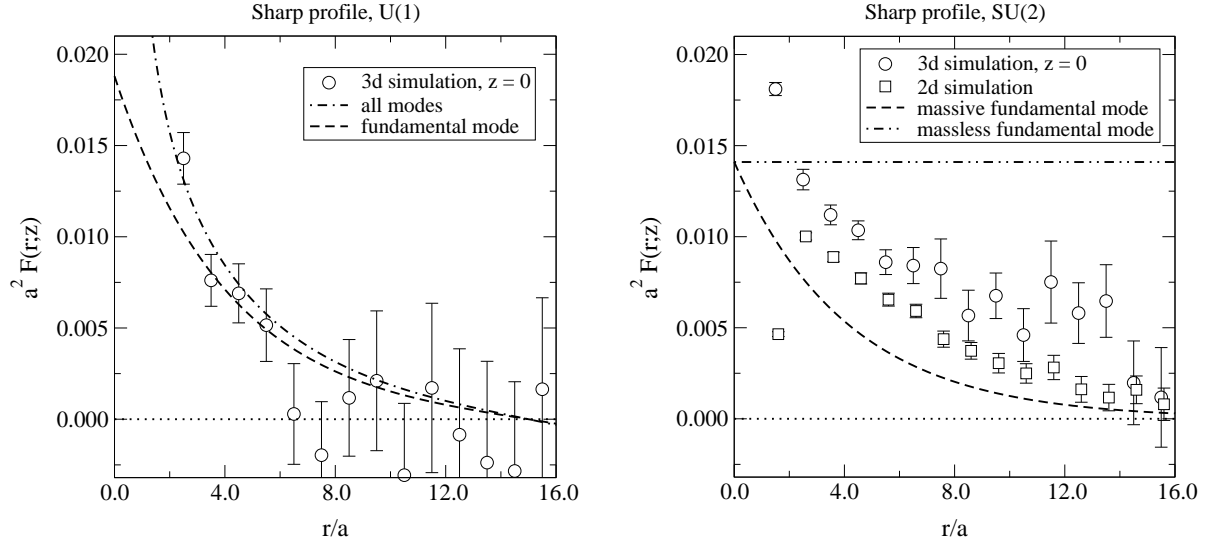 Sharp profile, U(1)
0.020
0.015
0.010
0.005
0.000
a² F(r;z)
3d simulation, z = 0
all modes
fundamental mode
0.0 4.0 8.0 12.0 16.0
r/a
Sharp profile, SU(2)
0.020
0.015
0.010
0.005
0.000
a² F(r;z)
3d simulation, z = 0
2d simulation
massive fundamental mode
massless fundamental mode
0.0 4.0 8.0 12.0 16.0
r/a